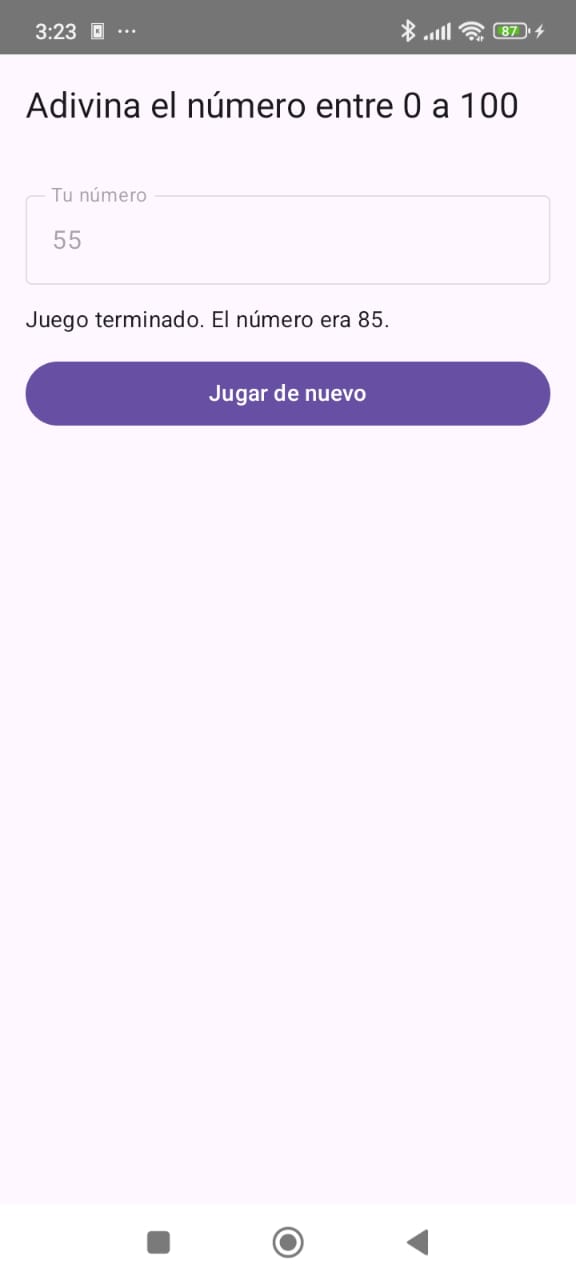 3:23
87
Adivina el número entre 0 a 100
Tu número
55
Juego terminado. El número era 85.
Jugar de nuevo